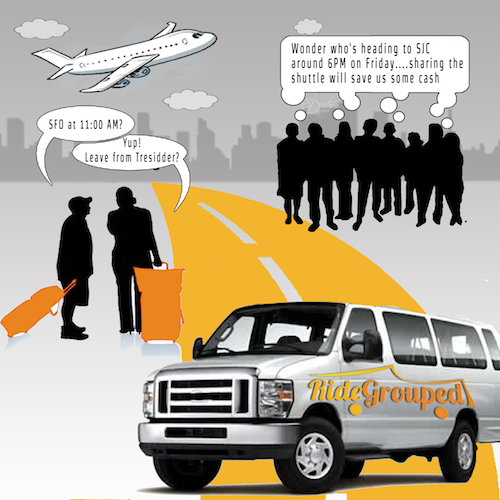 Wonder who's heading to SJC
around 6PM on Friday....sharing the
shuttle will save us some cash
SFO at 11:00 AM?
Yup!
Leave from Tresidder?
RideGrouped